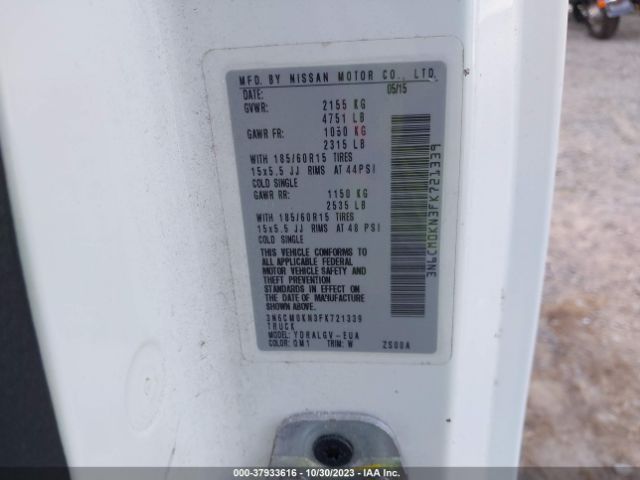 MFD. BY NISSAN MOTOR CO., LTD.
DATE: 05/15
GVWR: 2155 KG
4751 LB
GAWR FR: 1050 KG
2315 LB
WITH 185/60R15 TIRES
15x5.5 JJ RIMS AT 44PSI
COLD SINGLE
GAWR RR: 1150 KG
2535 LB
WITH 185/60R15 TIRES
15x5.5 JJ RIMS AT 48 PSI
COLD SINGLE
THIS VEHICLE CONFORMS TO
ALL APPLICABLE FEDERAL
MOTOR VEHICLE SAFETY AND
THEFT PREVENTION
STANDARDS IN EFFECT ON
THE DATE OF MANUFACTURE
SHOWN ABOVE.
3N6CM0KN3FK721339
TRUCK
MODEL: YDRALGV-EUA
COLOR: QM1 TRIM: W ZS00A
3N6CM0KN3FK721339
000-37933616 - 10/30/2023 - IAA Inc.